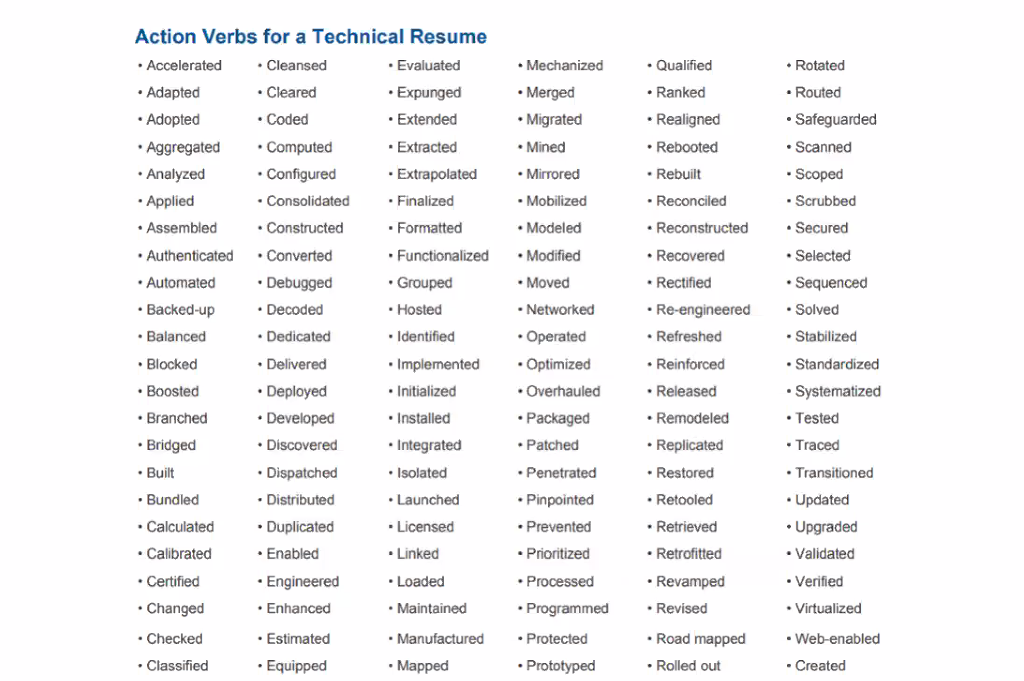 Action Verbs for a Technical Resume
• Accelerated • Cleansed • Evaluated • Mechanized • Qualified • Rotated
• Adapted • Cleared • Expunged • Merged • Ranked • Routed
• Adopted • Coded • Extended • Migrated • Realigned • Safeguarded
• Aggregated • Computed • Extracted • Mined • Rebooted • Scanned
• Analyzed • Configured • Extrapolated • Mirrored • Rebuilt • Scoped
• Applied • Consolidated • Finalized • Mobilized • Reconciled • Scrubbed
• Assembled • Constructed • Formatted • Modeled • Reconstructed • Secured
• Authenticated • Converted • Functionalized • Modified • Recovered • Selected
• Automated • Debugged • Grouped • Moved • Rectified • Sequenced
• Backed-up • Decoded • Hosted • Networked • Re-engineered • Solved
• Balanced • Dedicated • Identified • Operated • Refreshed • Stabilized
• Blocked • Delivered • Implemented • Optimized • Reinforced • Standardized
• Boosted • Deployed • Initialized • Overhauled • Released • Systematized
• Branched • Developed • Installed • Packaged • Remodeled • Tested
• Bridged • Discovered • Integrated • Patched • Replicated • Traced
• Built • Dispatched • Isolated • Penetrated • Restored • Transitioned
• Bundled • Distributed • Launched • Pinpointed • Retooled • Updated
• Calculated • Duplicated • Licensed • Prevented • Retrieved • Upgraded
• Calibrated • Enabled • Linked • Prioritized • Retrofitted • Validated
• Certified • Engineered • Loaded • Processed • Revamped • Verified
• Changed • Enhanced • Maintained • Programmed • Revised • Virtualized
• Checked • Estimated • Manufactured • Protected • Road mapped • Web-enabled
• Classified • Equipped • Mapped • Prototyped • Rolled out • Created